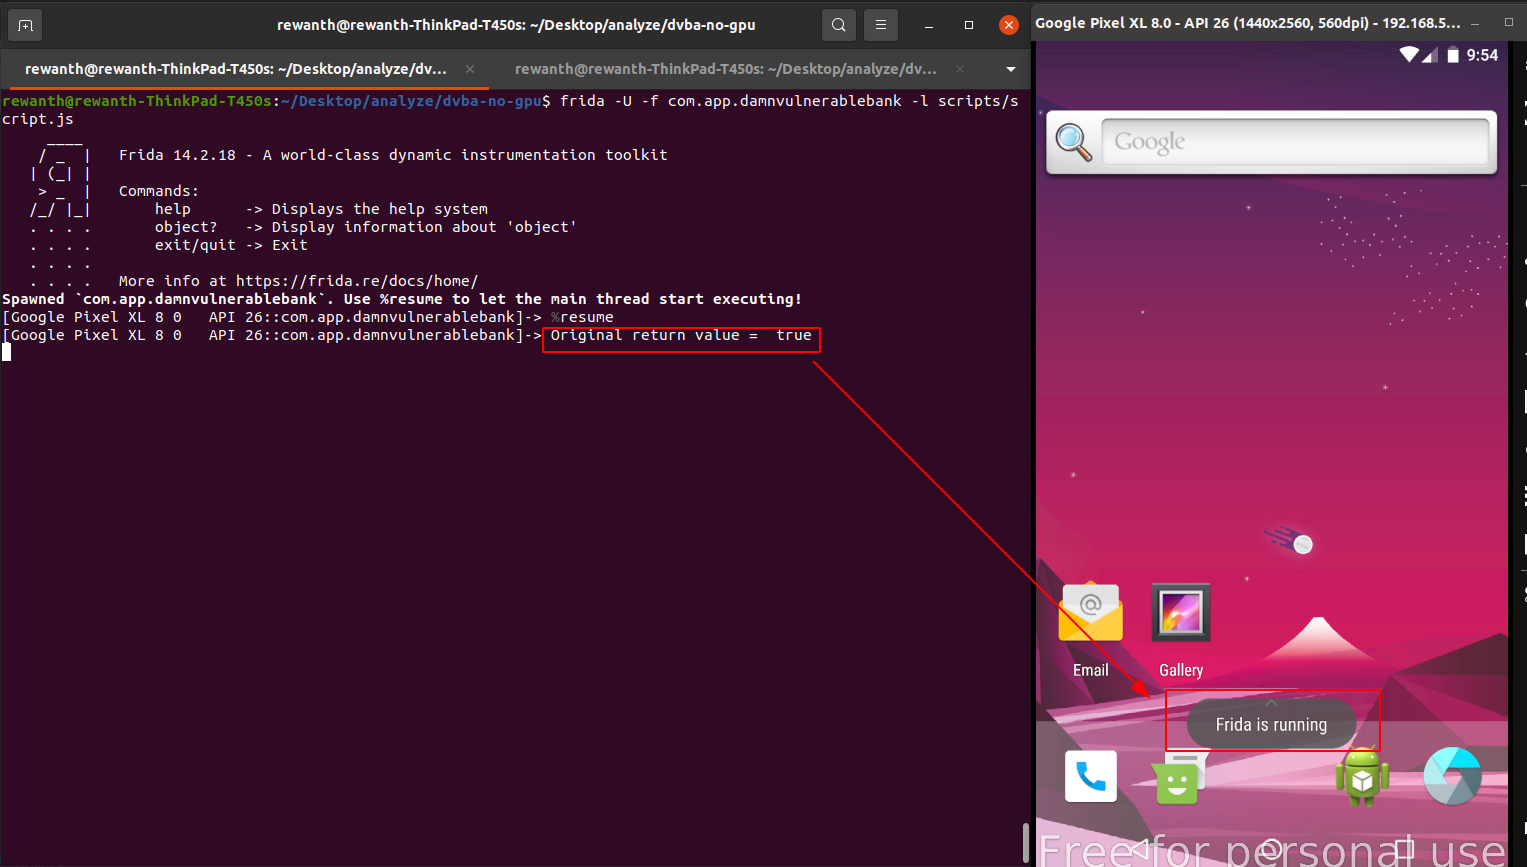 rewanth@rewanth-ThinkPad-T450s: ~/Desktop/analyze/dvba-no-gpu
rewanth@rewanth-ThinkPad-T450s: ~/Desktop/analyze/dv...
rewanth@rewanth-ThinkPad-T450s: ~/Desktop/analyze/dv...
rewanth@rewanth-ThinkPad-T450s:~/Desktop/analyze/dvba-no-gpu$ frida -U -f com.app.damnvulnerablebank -l scripts/s
cript.js
     ____
    / _  |   Frida 14.2.18 - A world-class dynamic instrumentation toolkit
   | (_| |
    > _  |   Commands:
   /_/ |_|       help      -> Displays the help system
   . . . .       object?   -> Display information about 'object'
   . . . .       exit/quit -> Exit
   . . . .
   . . . .   More info at https://frida.re/docs/home/
Spawned `com.app.damnvulnerablebank`. Use %resume to let the main thread start executing!
[Google Pixel XL 8 0   API 26::com.app.damnvulnerablebank]-> %resume
[Google Pixel XL 8 0   API 26::com.app.damnvulnerablebank]-> Original return value =  true
Google Pixel XL 8.0 - API 26 (1440x2560, 560dpi) - 192.168.5...
9:54
Google
Email
Gallery
Frida is running
Free for personal use